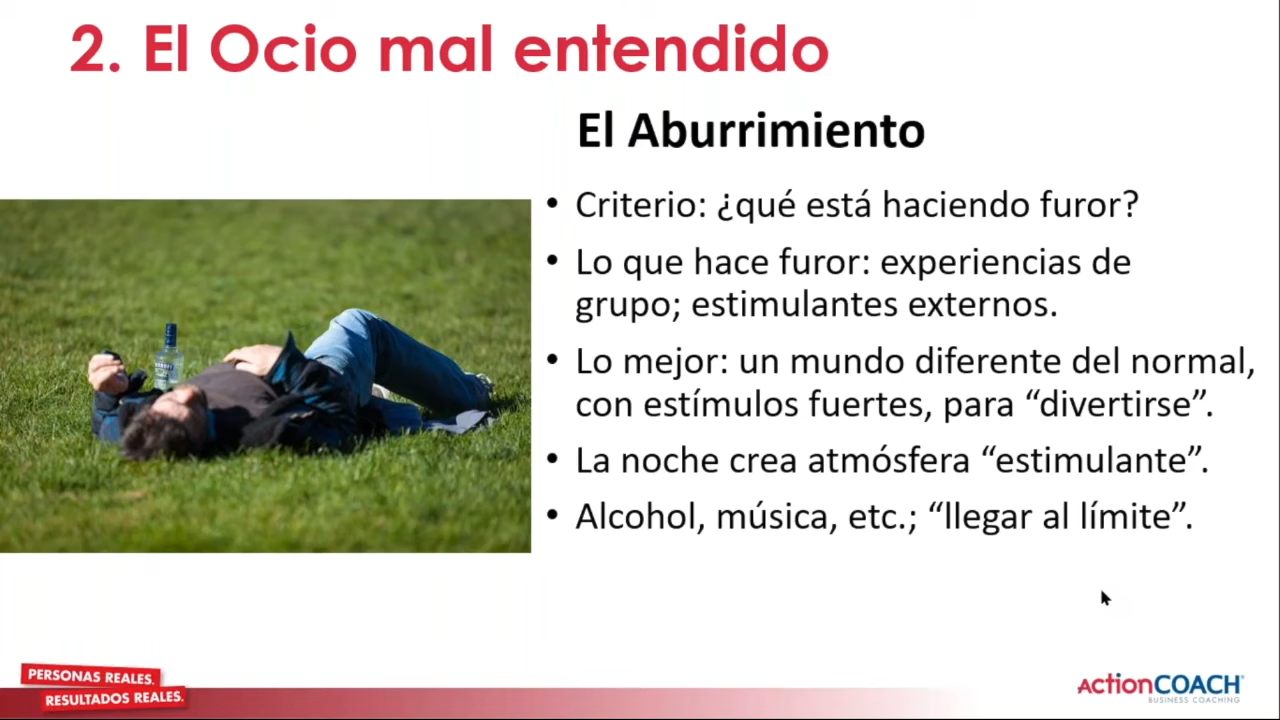 2. El Ocio mal entendido
El Aburrimiento
• Criterio: ¿qué está haciendo furor?
• Lo que hace furor: experiencias de
grupo; estimulantes externos.
• Lo mejor: un mundo diferente del normal,
con estímulos fuertes, para “divertirse”.
• La noche crea atmósfera “estimulante”.
• Alcohol, música, etc.; “llegar al límite”.
PERSONAS REALES.
RESULTADOS REALES.
ActionCOACH
BUSINESS COACHING